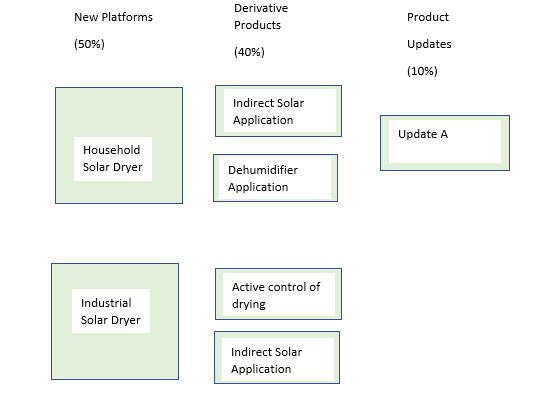 New Platforms
(50%)
Derivative
Products
(40%)
Product
Updates
(10%)
Household
Solar Dryer
Indirect Solar
Application
Dehumidifier
Application
Update A
Industrial
Solar Dryer
Active control of
drying
Indirect Solar
Application